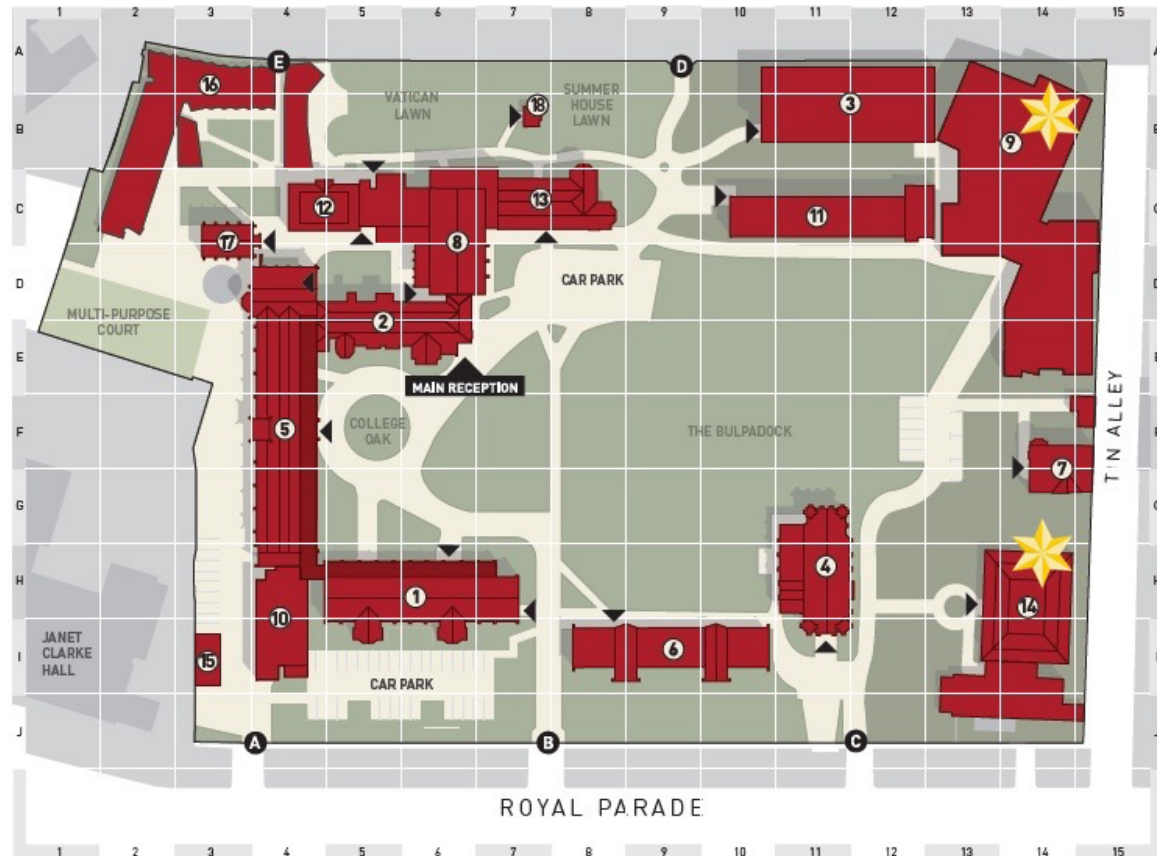 1 2 3 4 5 6 7 8 9 10 11 12 13 14 15
A
A
E
D
16
VATICAN
LAWN
18
SUMMER
HOUSE
LAWN
3
B
B
9
12
13
11
C
C
17
8
D
D
CAR PARK
MULTI-PURPOSE
COURT
2
E
E
MAIN RECEPTION
5
COLLEGE
OAK
THE BULPADOCK
F
F
7
TIN ALLEY
G
G
4
H
H
1
14
10
JANET
CLARKE
HALL
15
6
I
I
CAR PARK
J
J
A
B
C
ROYAL PARADE
1 2 3 4 5 6 7 8 9 10 11 12 13 14 15